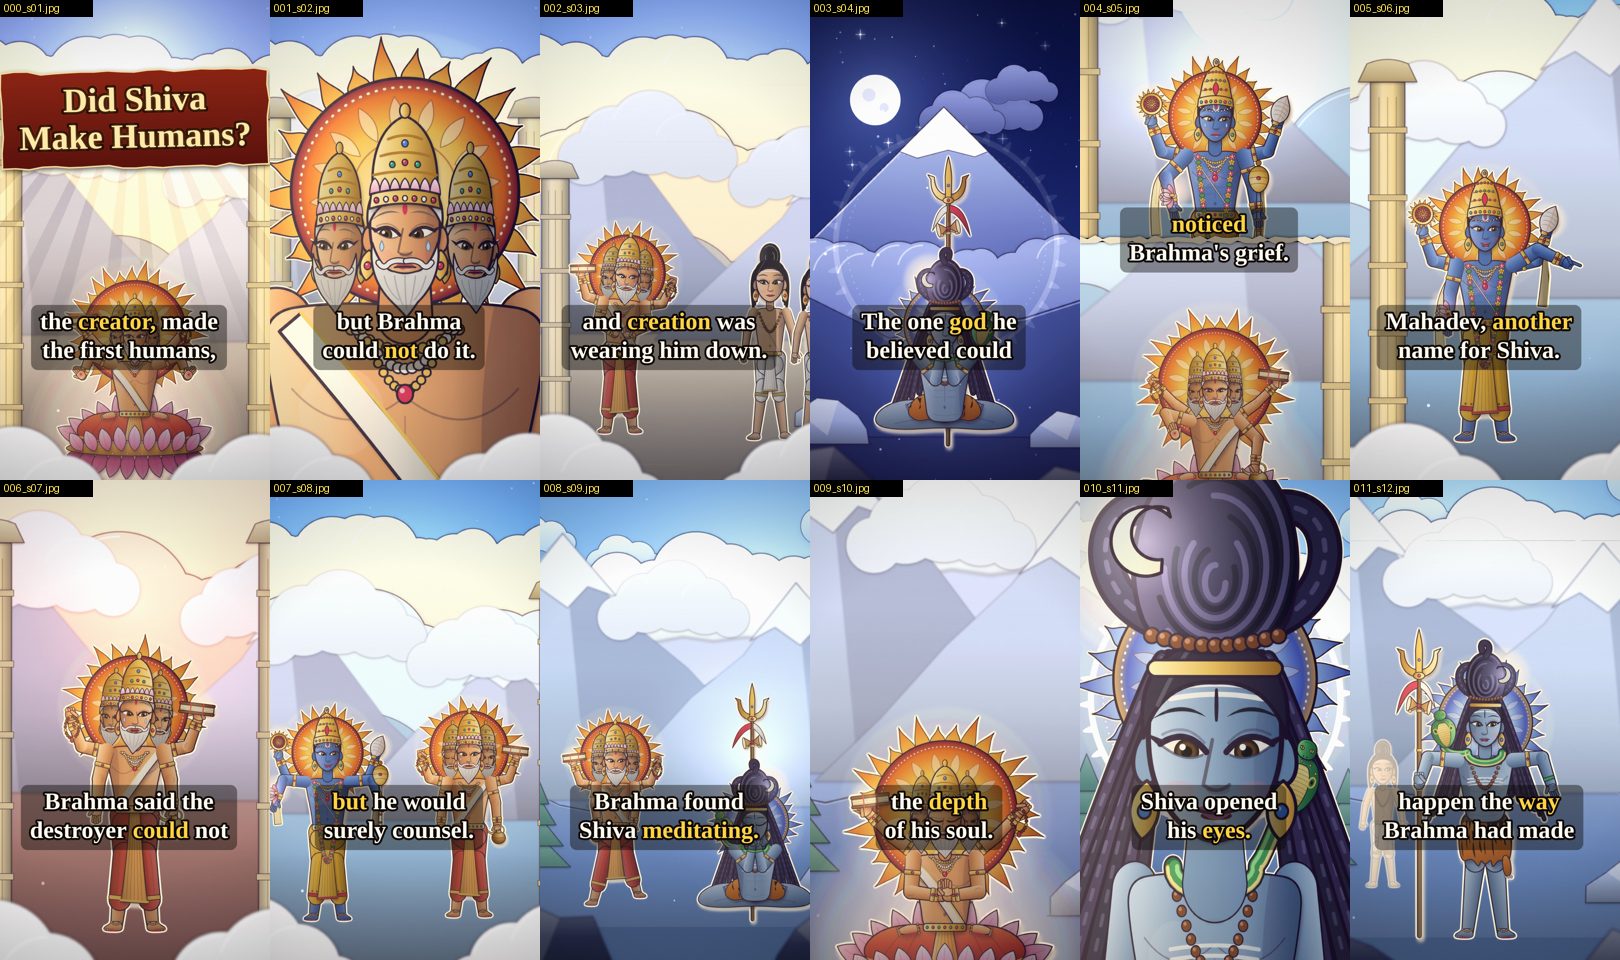 000_s01.jpg
Did Shiva
Make Humans?
the creator, made
the first humans,
001_s02.jpg
but Brahma
could not do it.
002_s03.jpg
and creation was
wearing him down.
003_s04.jpg
The one god he
believed could
004_s05.jpg
noticed
Brahma's grief.
005_s06.jpg
Mahadev, another
name for Shiva.
006_s07.jpg
Brahma said the
destroyer could not
007_s08.jpg
but he would
surely counsel.
008_s09.jpg
Brahma found
Shiva meditating.
009_s10.jpg
the depth
of his soul.
010_s11.jpg
Shiva opened
his eyes.
011_s12.jpg
happen the way
Brahma had made